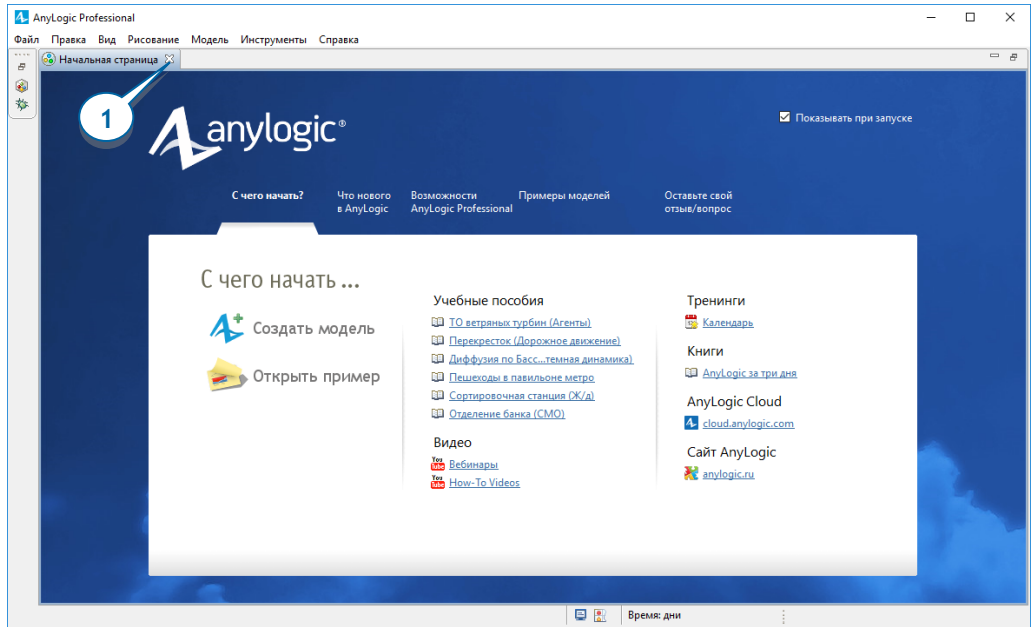 AnyLogic Professional
Файл Правка Вид Рисование Модель Инструменты Справка
Начальная страница
1
anylogic®
Показывать при запуске
С чего начать?
Что нового
в AnyLogic
Возможности
AnyLogic Professional
Примеры моделей
Оставьте свой
отзыв/вопрос
С чего начать ...
Создать модель
Открыть пример
Учебные пособия
ТО ветряных турбин (Агенты)
Перекресток (Дорожное движение)
Диффузия по Басс...темная динамика)
Пешеходы в павильоне метро
Сортировочная станция (Ж/д)
Отделение банка (СМО)
Видео
You Tube Вебинары
You Tube How-To Videos
Тренинги
Календарь
Книги
AnyLogic за три дня
AnyLogic Cloud
cloud.anylogic.com
Сайт AnyLogic
anylogic.ru
Время: дни